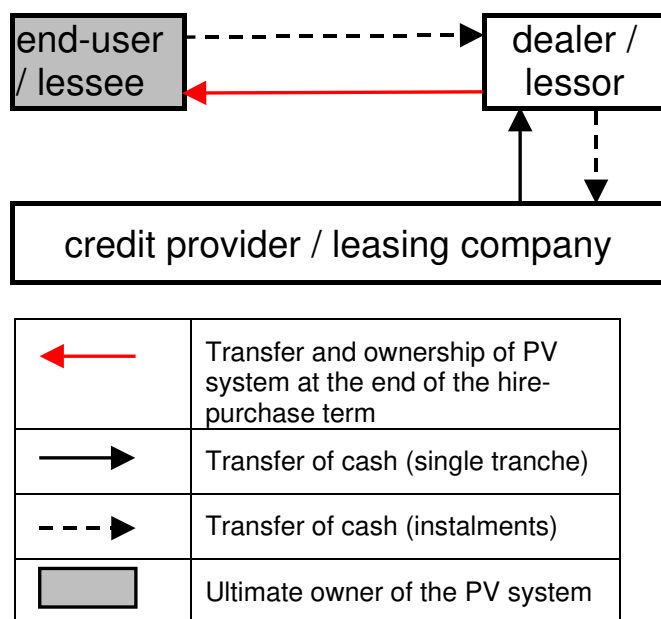 end-user
/ lessee
dealer /
lessor
credit provider / leasing company
Transfer and ownership of PV
system at the end of the hire-
purchase term
Transfer of cash (single tranche)
Transfer of cash (instalments)
Ultimate owner of the PV system